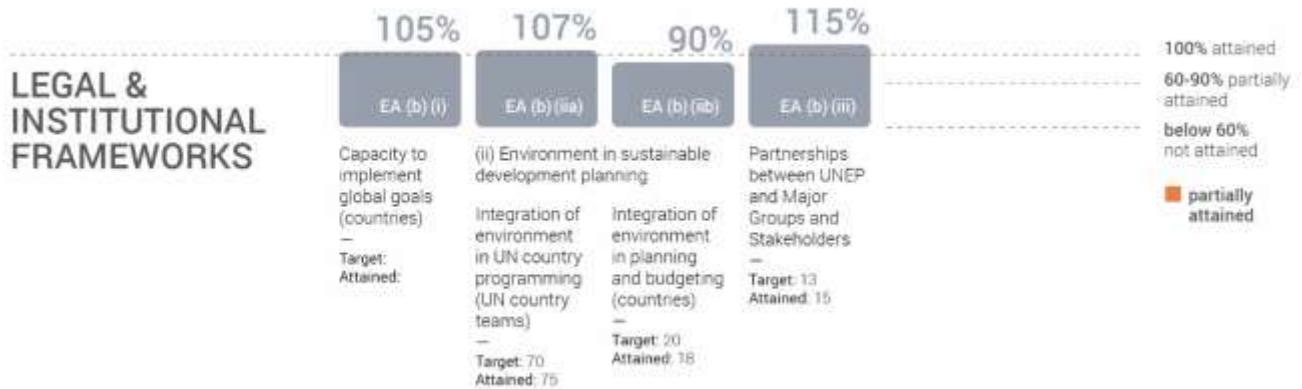 105%
107%
90%
115%
LEGAL &
INSTITUTIONAL
FRAMEWORKS
EA (b) (i)
EA (b) (iia)
EA (b) (iib)
EA (b) (iii)
Capacity to
implement
global goals
(countries)
—
Target:
Attained:
(ii) Environment in sustainable
development planning
Integration of
environment
in UN country
programming
(UN country
teams)
—
Target: 70
Attained: 75
Integration of
environment
in planning
and budgeting
(countries)
—
Target: 20
Attained: 18
Partnerships
between UNEP
and Major
Groups and
Stakeholders
—
Target: 13
Attained: 15
100% attained
60-90% partially
attained
below 60%
not attained
partially
attained